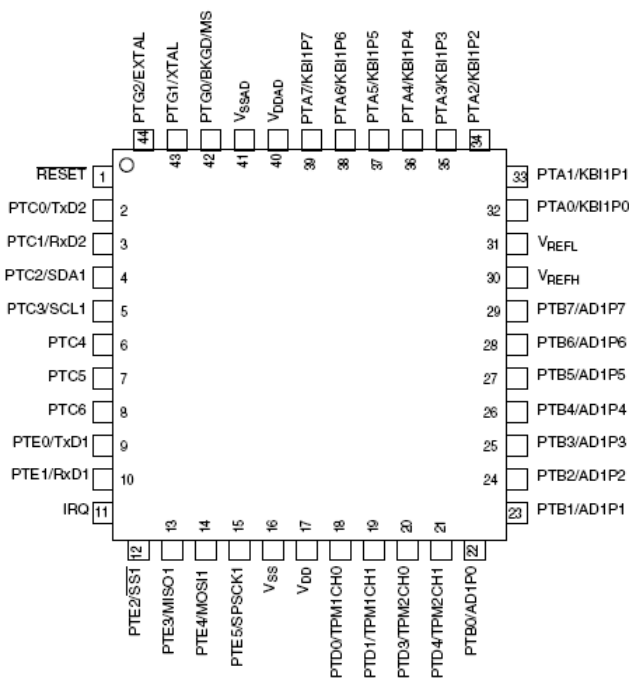 PTG2/EXTAL
PTG1/XTAL
PTG0/BKGD/MS
VSSAD
VDDAD
PTA7/KBI1P7
PTA6/KBI1P6
PTA5/KBI1P5
PTA4/KBI1P4
PTA3/KBI1P3
PTA2/KBI1P2
44
43
42
41
40
39
38
37
36
35
34
RESET 1
PTC0/TxD2 2
PTC1/RxD2 3
PTC2/SDA1 4
PTC3/SCL1 5
PTC4 6
PTC5 7
PTC6 8
PTE0/TxD1 9
PTE1/RxD1 10
IRQ 11
33 PTA1/KBI1P1
32 PTA0/KBI1P0
31 VREFL
30 VREFH
29 PTB7/AD1P7
28 PTB6/AD1P6
27 PTB5/AD1P5
26 PTB4/AD1P4
25 PTB3/AD1P3
24 PTB2/AD1P2
23 PTB1/AD1P1
12
13
14
15
16
17
18
19
20
21
22
PTE2/SS1
PTE3/MISO1
PTE4/MOSI1
PTE5/SPSCK1
VSS
VDD
PTD0/TPM1CH0
PTD1/TPM1CH1
PTD3/TPM2CH0
PTD4/TPM2CH1
PTB0/AD1P0